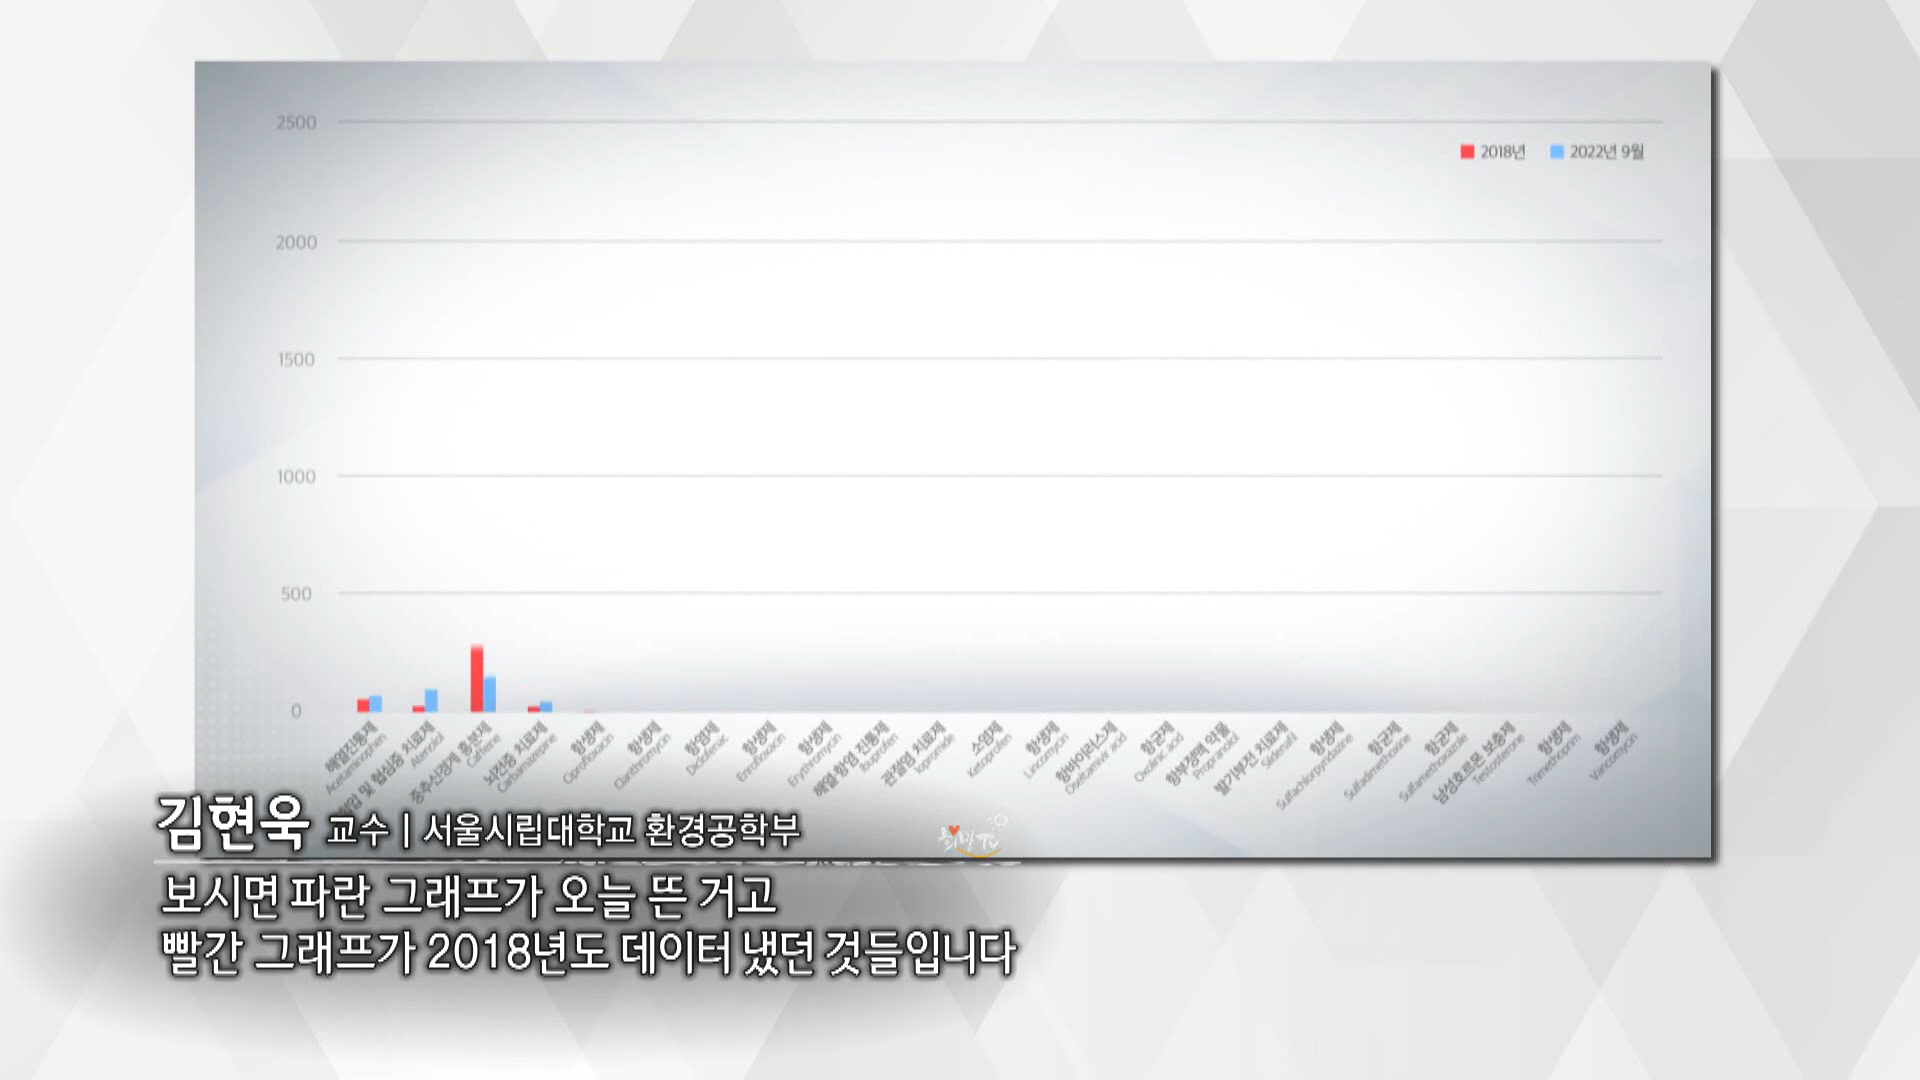 2500
2018년 2022년 9월
2000
1500
1000
500
0
해열진통제
Acetaminophen
및 협심증 치료제
Atenolol
중추신경계 흥분제
Caffeine
뇌전증 치료제
Carbamazepine
항생제
Ciprofloxacin
항생제
Clarithromycin
항염제
Diclofenac
항생제
Enrofloxacin
항생제
Erythromycin
해열·항염 진통제
Ibuprofen
관절염 치료제
Iopromide
소염제
Ketoprofen
항생제
Lincomycin
항바이러스제
Oseltamivir acid
항균제
Oxolinic acid
항부정맥 약물
Propranolol
발기부전 치료제
Sildenafil
항생제
Sulfachlorpyridazine
항균제
Sulfadimethoxine
항균제
Sulfamethoxazole
남성호르몬 보충제
Testosterone
항생제
Trimethoprim
항생제
Vancomycin
희망TV
김현욱 교수 | 서울시립대학교 환경공학부
보시면 파란 그래프가 오늘 뜬 거고
빨간 그래프가 2018년도 데이터 냈던 것들입니다